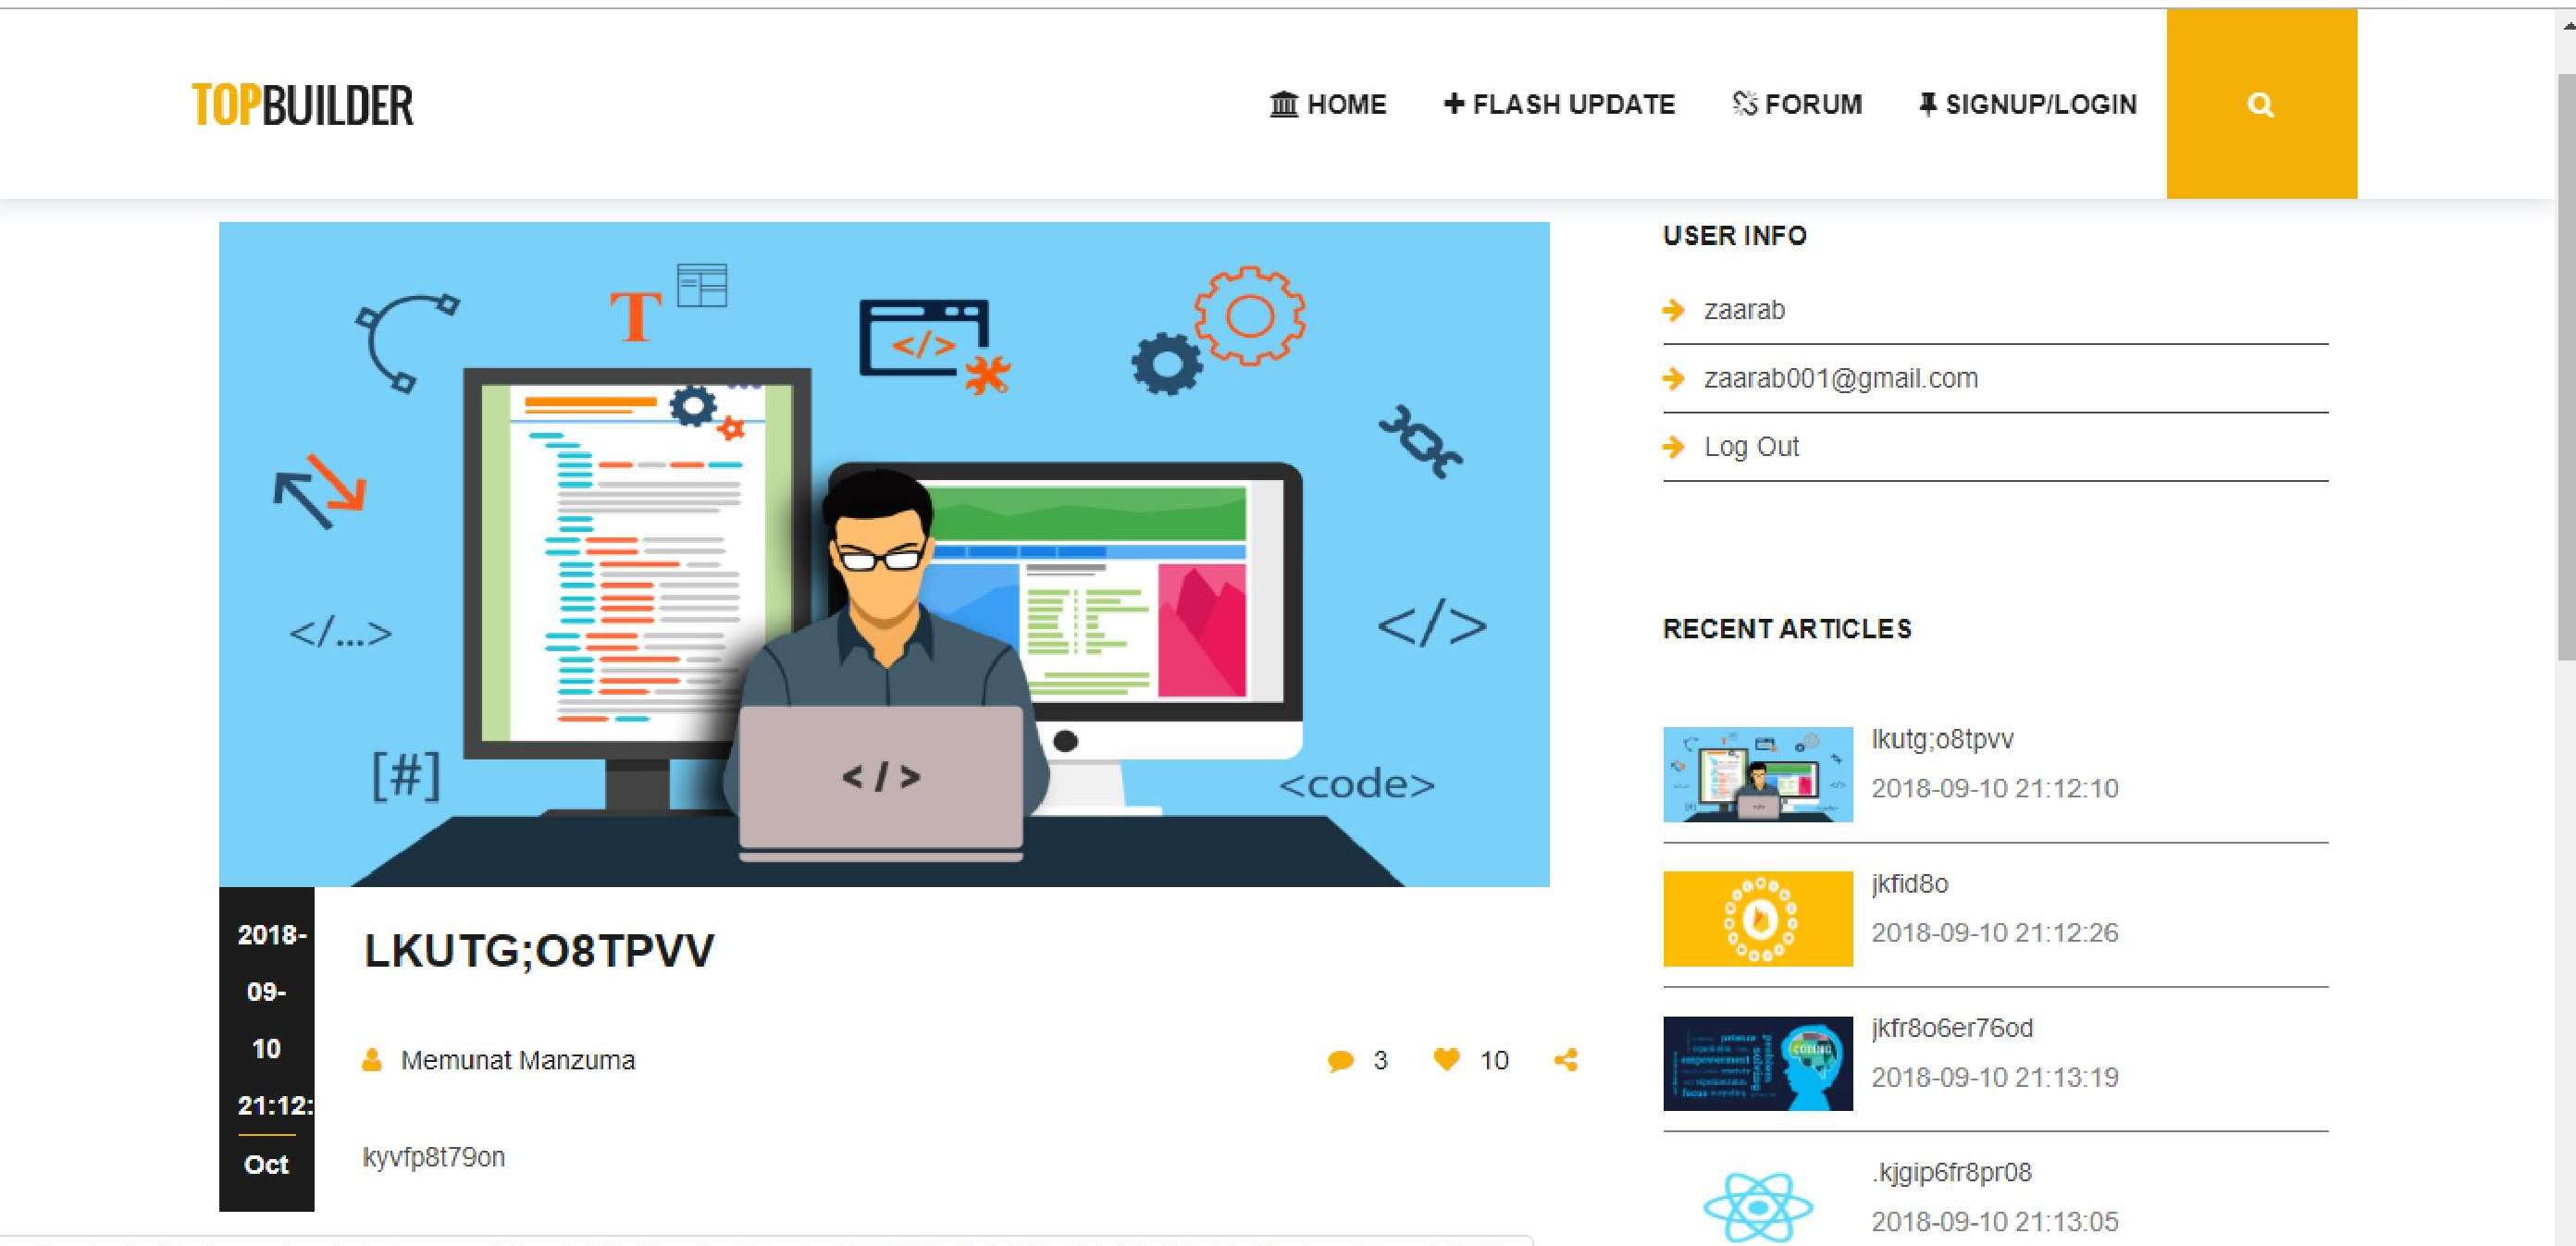 TOPBUILDER
HOME FLASH UPDATE FORUM SIGNUP/LOGIN
T
</>
</...>
[#]
</>
</>
<code>
2018-
09-
10
21:12:
Oct
LKUTG;O8TPVV
Memunat Manzuma 3 10
kyvfp8t79on
USER INFO
zaarab
zaarab001@gmail.com
Log Out
RECENT ARTICLES
lkutg;o8tpvv
2018-09-10 21:12:10
jkfid8o
2018-09-10 21:12:26
jkfr8o6er76od
2018-09-10 21:13:19
CODING
.kjgip6fr8pr08
2018-09-10 21:13:05